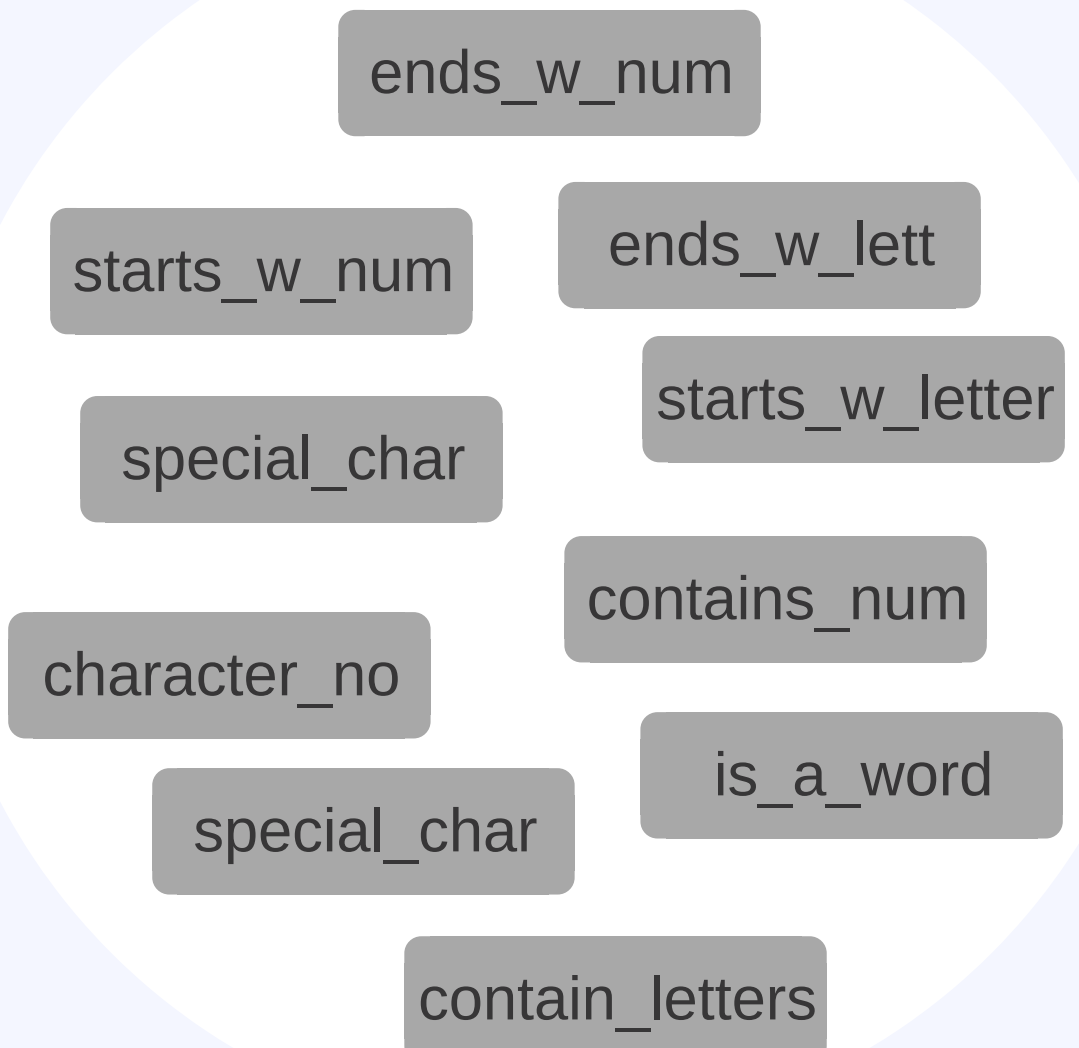 ends_w_num
ends_w_lett
starts_w_num
starts_w_letter
special_char
contains_num
character_no
is_a_word
special_char
contain_letters